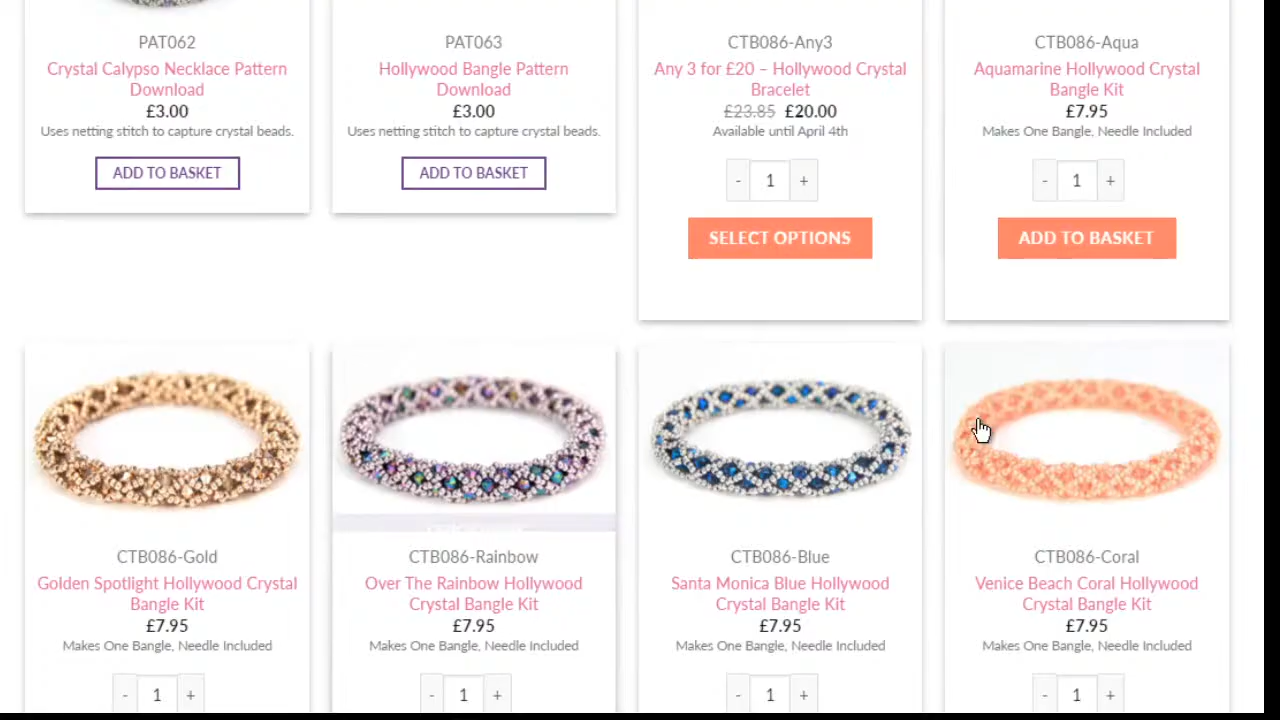 PAT062
Crystal Calypso Necklace Pattern
Download
£3.00
Uses netting stitch to capture crystal beads.
ADD TO BASKET
PAT063
Hollywood Bangle Pattern
Download
£3.00
Uses netting stitch to capture crystal beads.
ADD TO BASKET
CTB086-Any3
Any 3 for £20 – Hollywood Crystal
Bracelet
£23.85 £20.00
Available until April 4th
- 1 +
SELECT OPTIONS
CTB086-Aqua
Aquamarine Hollywood Crystal
Bangle Kit
£7.95
Makes One Bangle, Needle Included
- 1 +
ADD TO BASKET
CTB086-Gold
Golden Spotlight Hollywood Crystal
Bangle Kit
£7.95
Makes One Bangle, Needle Included
- 1 +
CTB086-Rainbow
Over The Rainbow Hollywood
Crystal Bangle Kit
£7.95
Makes One Bangle, Needle Included
- 1 +
CTB086-Blue
Santa Monica Blue Hollywood
Crystal Bangle Kit
£7.95
Makes One Bangle, Needle Included
- 1 +
CTB086-Coral
Venice Beach Coral Hollywood
Crystal Bangle Kit
£7.95
Makes One Bangle, Needle Included
- 1 +